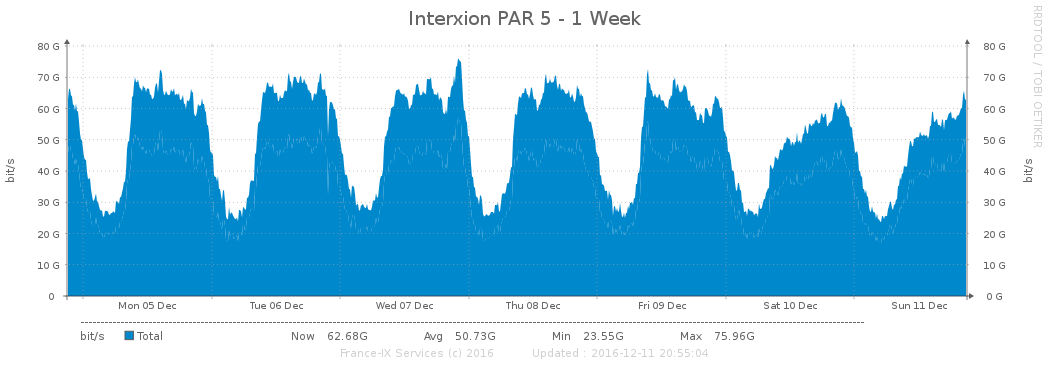 Interxion PAR 5 - 1 Week
RRDTOOL / TOBI OETIKER
bit/s
80 G 80 G
70 G 70 G
60 G 60 G
50 G 50 G
40 G 40 G
30 G 30 G
20 G 20 G
10 G 10 G
0 0 G
bit/s
Mon 05 Dec Tue 06 Dec Wed 07 Dec Thu 08 Dec Fri 09 Dec Sat 10 Dec Sun 11 Dec
bit/s Total Now 62.68G Avg 50.73G Min 23.55G Max 75.96G
France-IX Services (c) 2016 Updated : 2016-12-11 20:55:04